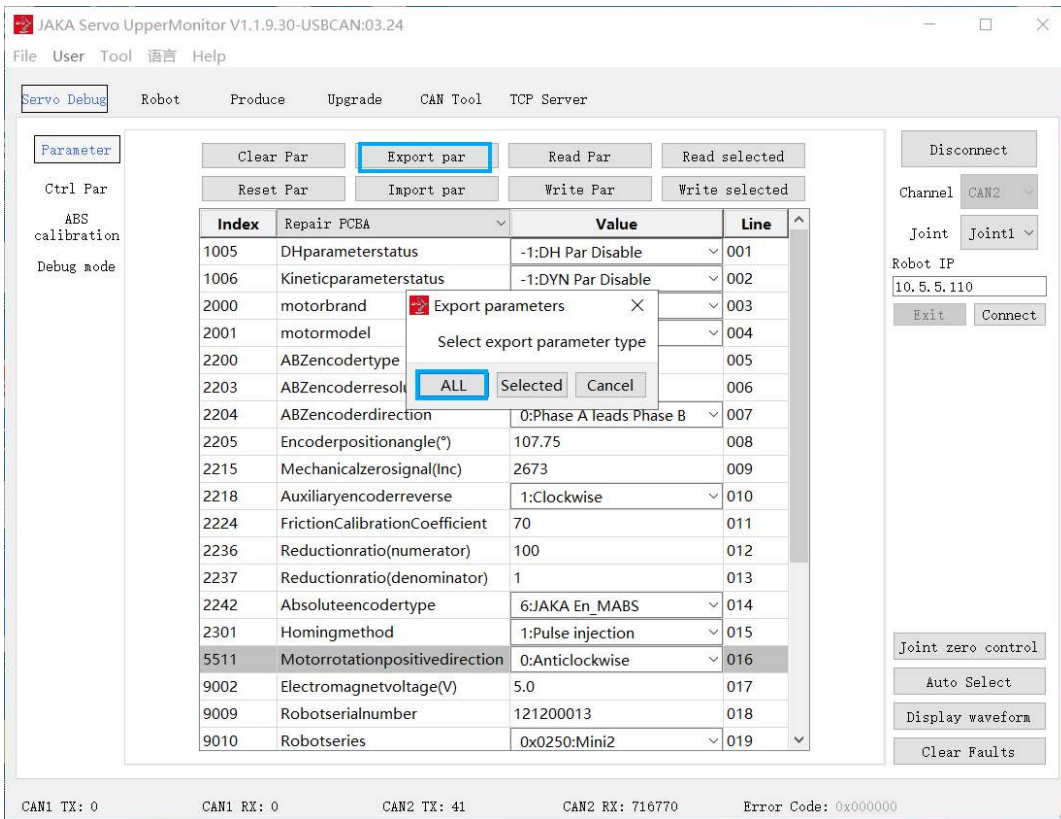 JAKA Servo UpperMonitor V1.1.9.30-USBCAN:03.24
File User Tool 语言 Help
Servo Debug Robot Produce Upgrade CAN Tool TCP Server
Parameter
Ctrl Par
ABS
calibration
Debug mode
Clear Par Export par Read Par Read selected
Reset Par Import par Write Par Write selected
Index Repair PCBA Value Line
1005 DHparameterstatus -1:DH Par Disable 001
1006 Kineticparameterstatus -1:DYN Par Disable 002
2000 motorbrand 003
2001 motormodel 004
2200 ABZencodertype 005
2203 006
2204 ABZencoderdirection 0:Phase A leads Phase B 007
2205 Encoderpositionangle(°) 107.75 008
2215 Mechanicalzerosignal(Inc) 2673 009
2218 Auxiliaryencoderreverse 1:Clockwise 010
2224 FrictionCalibrationCoefficient 70 011
2236 Reductionratio(numerator) 100 012
2237 Reductionratio(denominator) 1 013
2242 Absoluteencodertype 6:JAKA En_MABS 014
2301 Homingmethod 1:Pulse injection 015
5511 Motorrotationpositivedirection 0:Anticlockwise 016
9002 Electromagnetvoltage(V) 5.0 017
9009 Robotserialnumber 121200013 018
9010 Robotseries 0x0250:Mini2 019
Export parameters
Select export parameter type
ALL Selected Cancel
Disconnect
Channel CAN2
Joint Joint1
Robot IP
10.5.5.110
Exit Connect
Joint zero control
Auto Select
Display waveform
Clear Faults
CAN1 TX: 0 CAN1 RX: 0 CAN2 TX: 41 CAN2 RX: 716770 Error Code: 0x000000